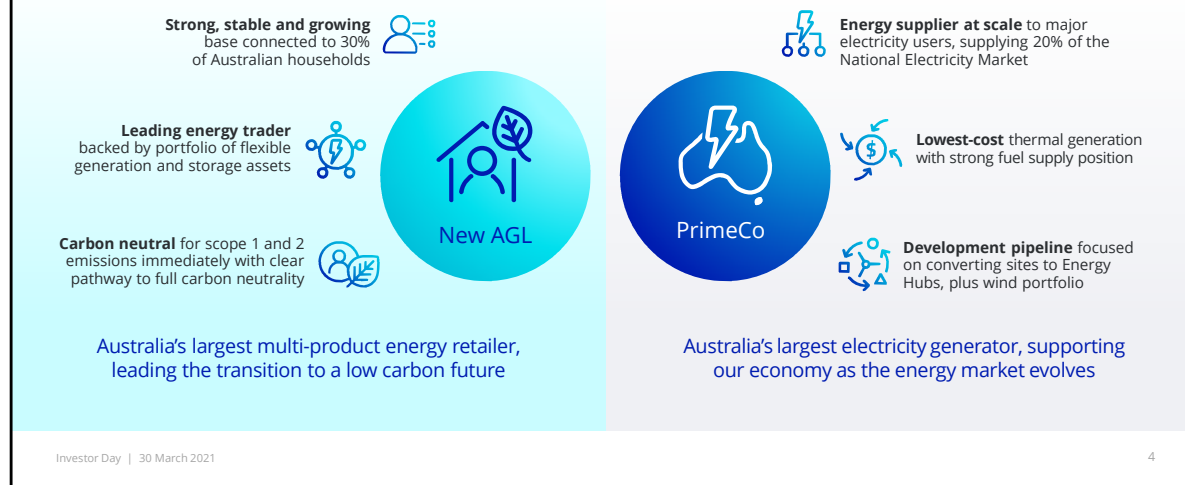 Strong, stable and growing
base connected to 30%
of Australian households
Leading energy trader
backed by portfolio of flexible
generation and storage assets
Carbon neutral for scope 1 and 2
emissions immediately with clear
pathway to full carbon neutrality
New AGL
Australia's largest multi-product energy retailer,
leading the transition to a low carbon future
Energy supplier at scale to major
electricity users, supplying 20% of the
National Electricity Market
$
Lowest-cost thermal generation
with strong fuel supply position
PrimeCo
Development pipeline focused
on converting sites to Energy
Hubs, plus wind portfolio
Australia's largest electricity generator, supporting
our economy as the energy market evolves
Investor Day | 30 March 2021
4